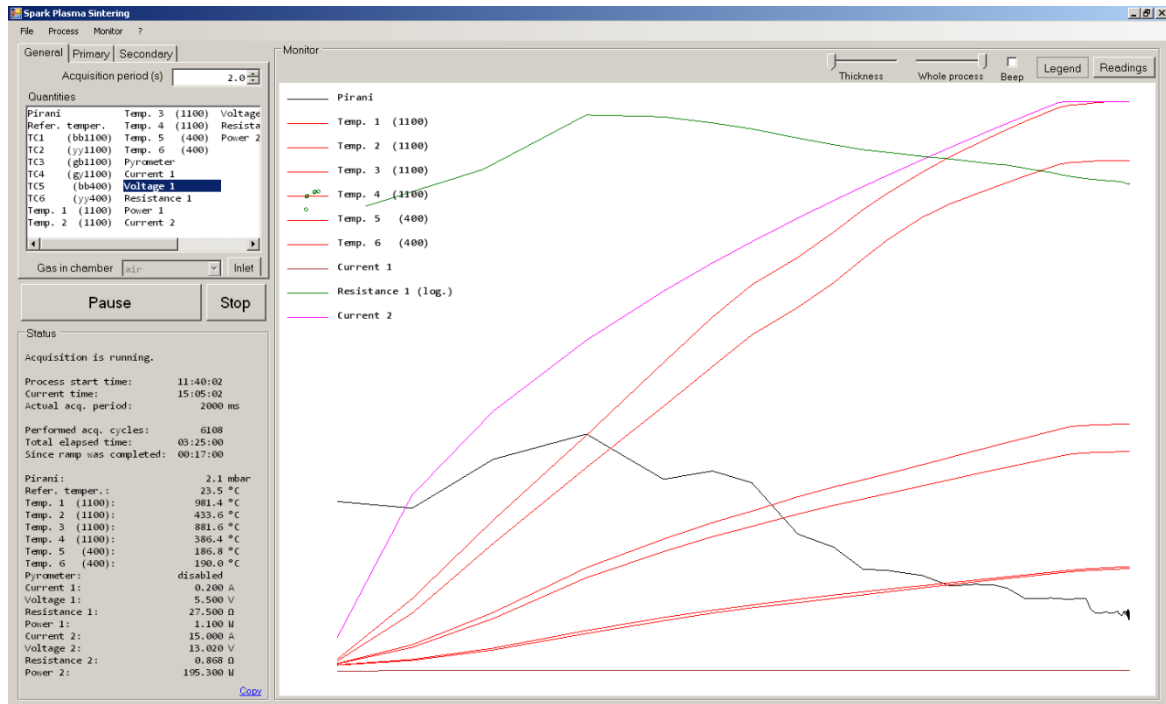 Spark Plasma Sintering
File Process Monitor ?
General Primary Secondary
Acquisition period (s) 2.0
Quantities
Pirani Temp. 3 (1100) Voltage
Refer. temper. Temp. 4 (1100) Resista
TC1 (bb1100) Temp. 5 (400) Power 2
TC2 (yy1100) Temp. 6 (400)
TC3 (gb1100) Pyrometer
TC4 (gy1100) Current 1
TC5 (bb400) Voltage 1
TC6 (yy400) Resistance 1
Temp. 1 (1100) Power 1
Temp. 2 (1100) Current 2
Gas in chamber air Inlet
Pause Stop
Status
Acquisition is running.
Process start time: 11:40:02
Current time: 15:05:02
Actual acq. period: 2000 ms
Performed acq. cycles: 6108
Total elapsed time: 03:25:00
Since ramp was completed: 00:17:00
Pirani: 2.1 mbar
Refer. temper.: 23.5 °C
Temp. 1 (1100): 981.4 °C
Temp. 2 (1100): 433.6 °C
Temp. 3 (1100): 881.6 °C
Temp. 4 (1100): 386.4 °C
Temp. 5 (400): 186.8 °C
Temp. 6 (400): 190.0 °C
Pyrometer: disabled
Current 1: 0.200 A
Voltage 1: 5.500 V
Resistance 1: 27.500 Ω
Power 1: 1.100 W
Current 2: 15.000 A
Voltage 2: 13.020 V
Resistance 2: 0.868 Ω
Power 2: 195.300 W
Copy
Monitor
Thickness Whole process Beep Legend Readings
Pirani
Temp. 1 (1100)
Temp. 2 (1100)
Temp. 3 (1100)
Temp. 4 (1100)
Temp. 5 (400)
Temp. 6 (400)
Current 1
Resistance 1 (log.)
Current 2